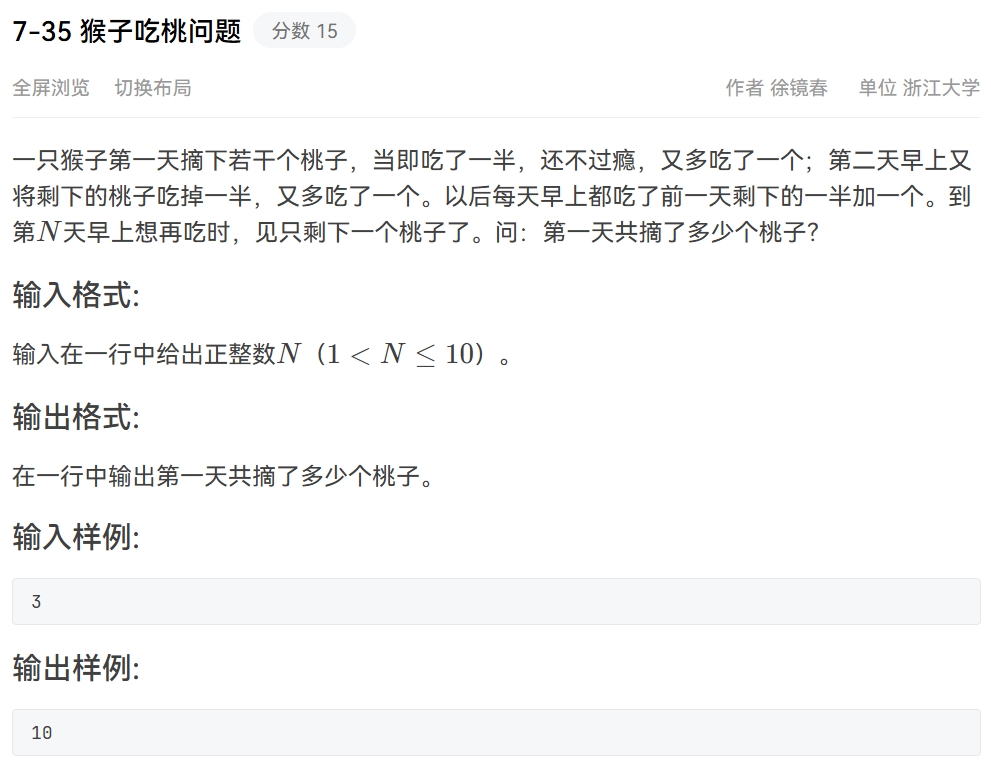 7-35 猴子吃桃问题 分数 15
全屏浏览 切换布局 作者 徐镜春 单位 浙江大学
一只猴子第一天摘下若干个桃子，当即吃了一半，还不过瘾，又多吃了一个；第二天早上又
将剩下的桃子吃掉一半，又多吃了一个。以后每天早上都吃了前一天剩下的一半加一个。到
第N天早上想再吃时，见只剩下一个桃子了。问：第一天共摘了多少个桃子？
输入格式:
输入在一行中给出正整数N（1 < N ≤ 10）。
输出格式:
在一行中输出第一天共摘了多少个桃子。
输入样例:
3
输出样例:
10